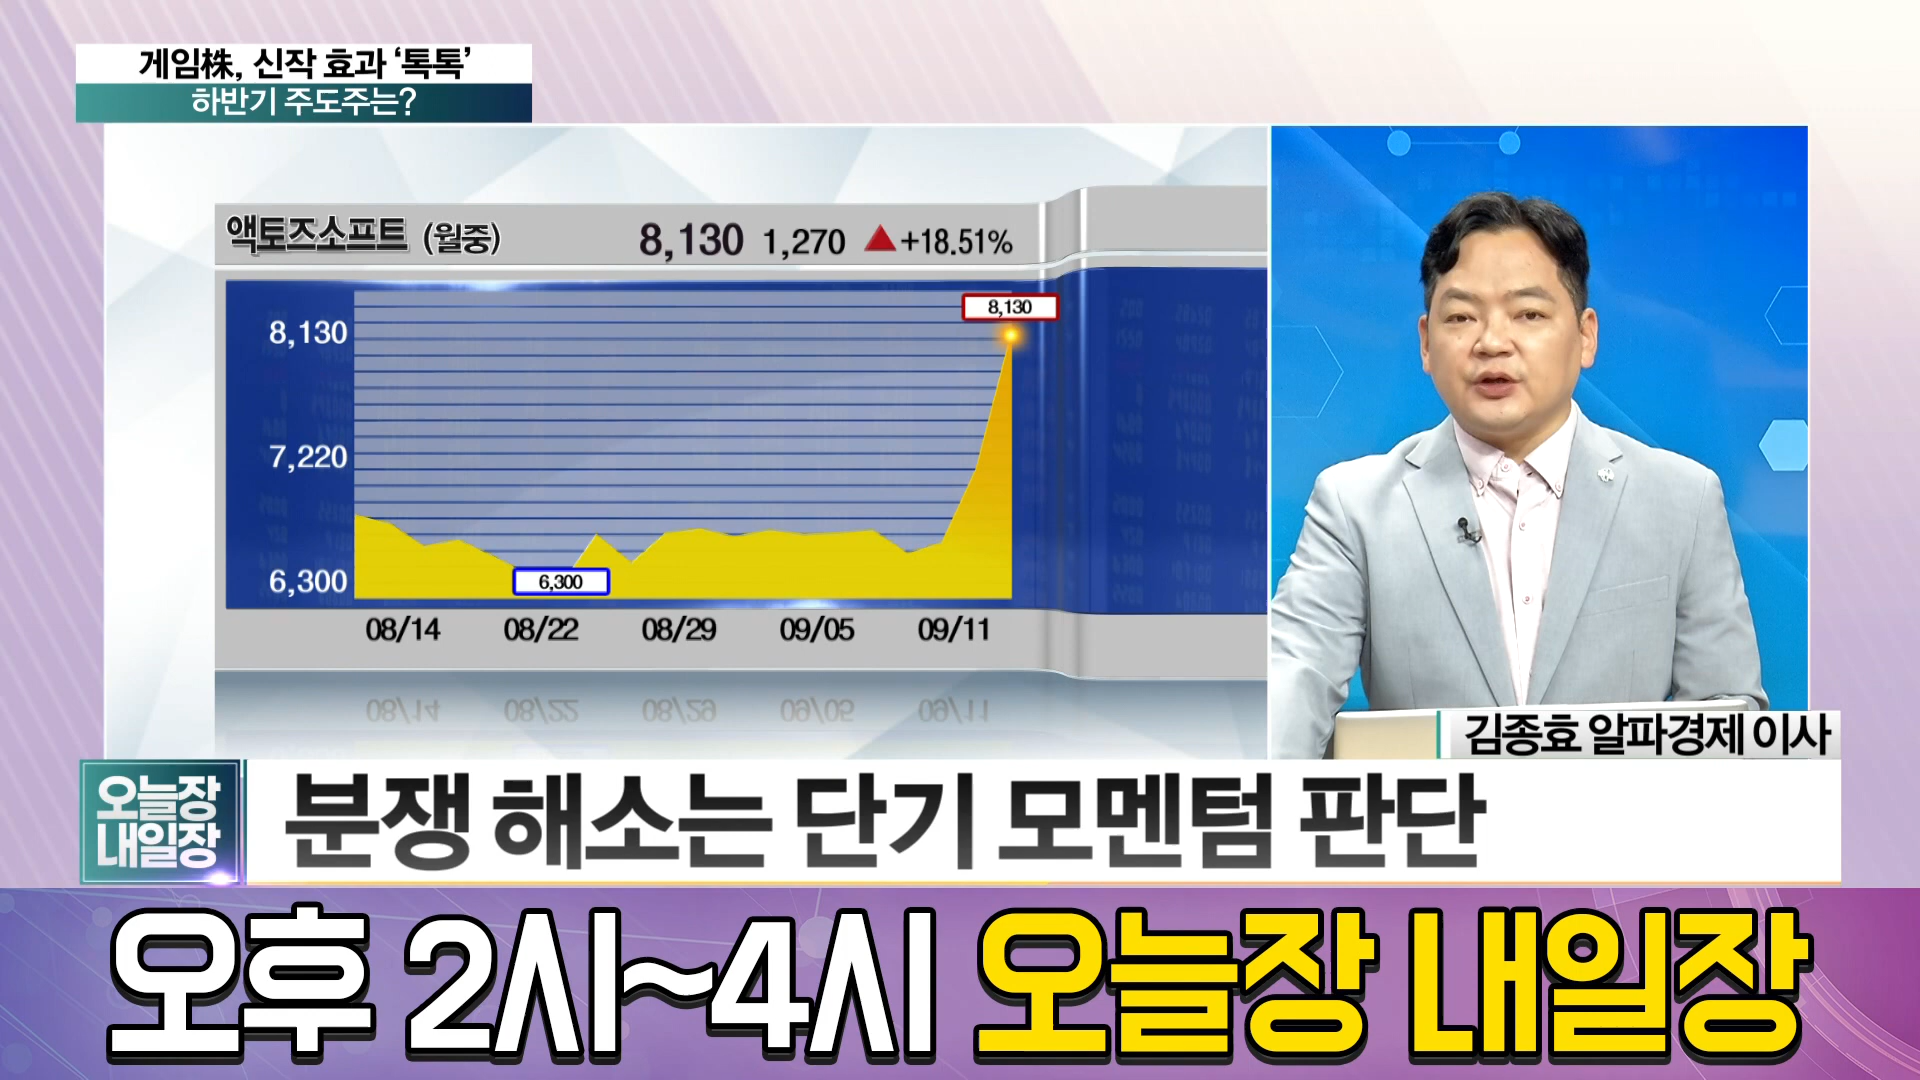 게임株, 신작 효과 ‘톡톡’
하반기 주도주는?
액토즈소프트 (월중) 8,130 1,270 ▲+18.51%
8,130
8,130
7,220
6,300
6,300
08/14 08/22 08/29 09/05 09/11
김종효 알파경제 이사
오늘장
내일장
분쟁 해소는 단기 모멘텀 판단
오후 2시~4시 오늘장 내일장